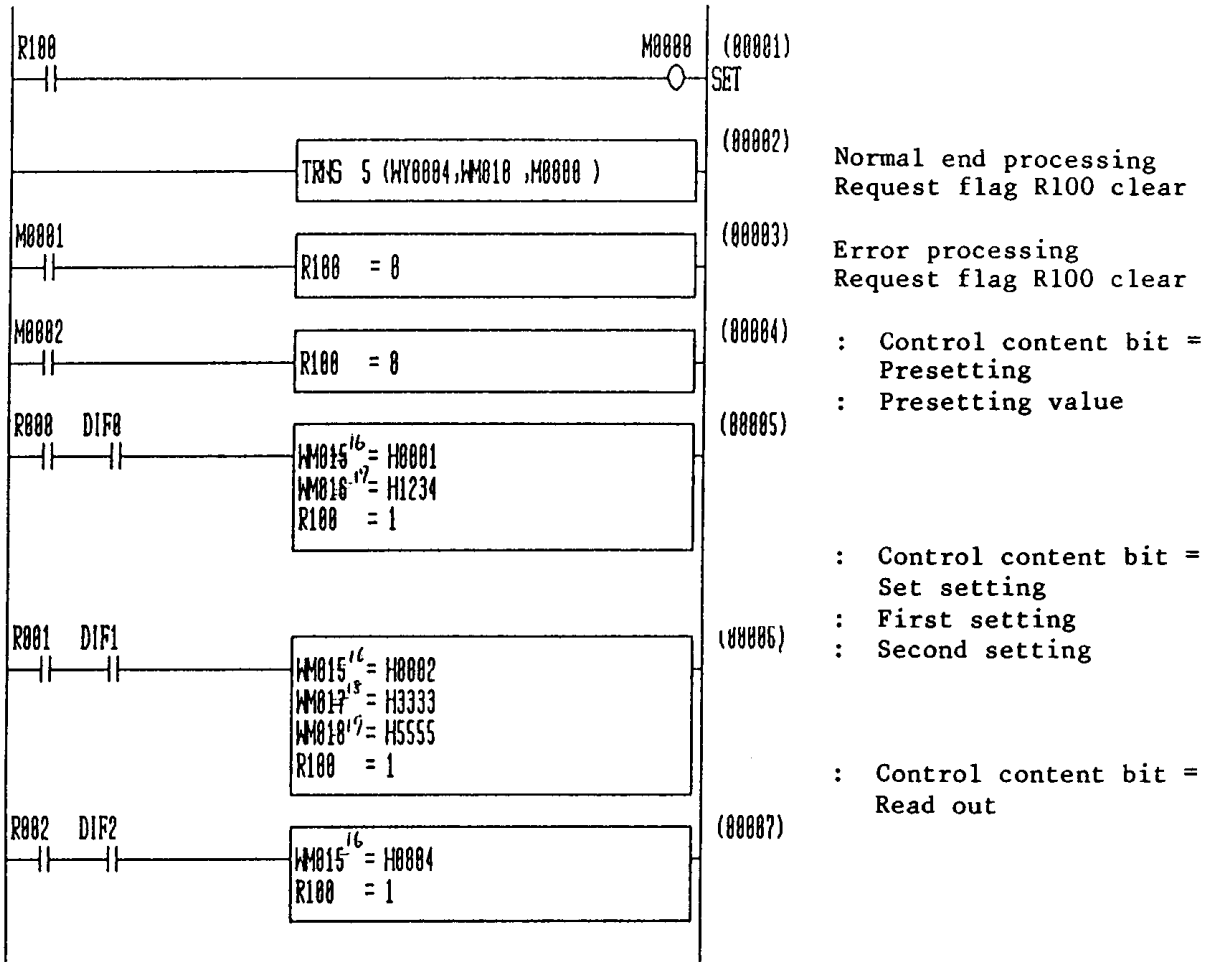 R100
M0000 (00001)
SET
(00002)
TRNS 5 (WY0004,WM010 ,M0000 )
Normal end processing
Request flag R100 clear
M0001
(00003)
R100 = 0
Error processing
Request flag R100 clear
M0002
(00004)
R100 = 0
: Control content bit =
Presetting
: Presetting value
R000 DIF0
(00005)
WM015 16 = H0001
WM016 17 = H1234
R100 = 1
: Control content bit =
Set setting
: First setting
: Second setting
R001 DIF1
(00006)
WM015 16 = H0002
WM017 18 = H3333
WM018 19 = H5555
R100 = 1
: Control content bit =
Read out
R002 DIF2
(00007)
WM015 16 = H0004
R100 = 1